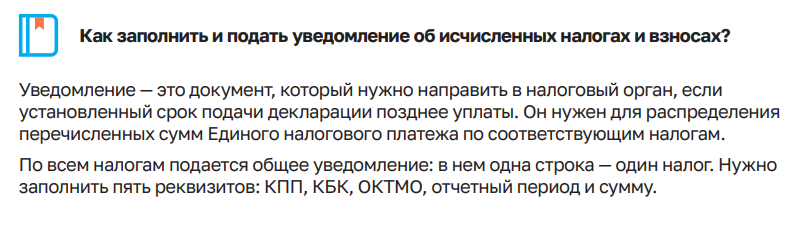 Как заполнить и подать уведомление об исчисленных налогах и взносах?
Уведомление — это документ, который нужно направить в налоговый орган, если
установленный срок подачи декларации позднее уплаты. Он нужен для распределения
перечисленных сумм Единого налогового платежа по соответствующим налогам.
По всем налогам подается общее уведомление: в нем одна строка — один налог. Нужно
заполнить пять реквизитов: КПП, КБК, ОКТМО, отчетный период и сумму.